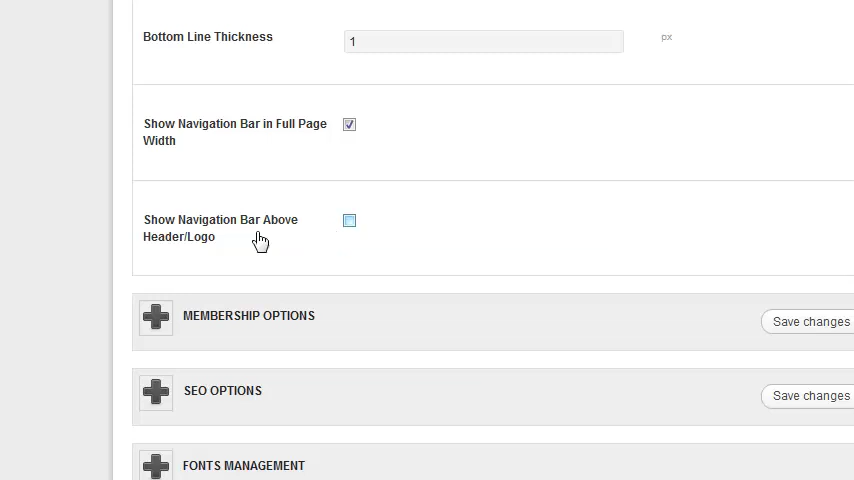 Bottom Line Thickness
1
px
Show Navigation Bar in Full Page
Width
Show Navigation Bar Above
Header/Logo
MEMBERSHIP OPTIONS
Save changes
SEO OPTIONS
Save changes
FONTS MANAGEMENT